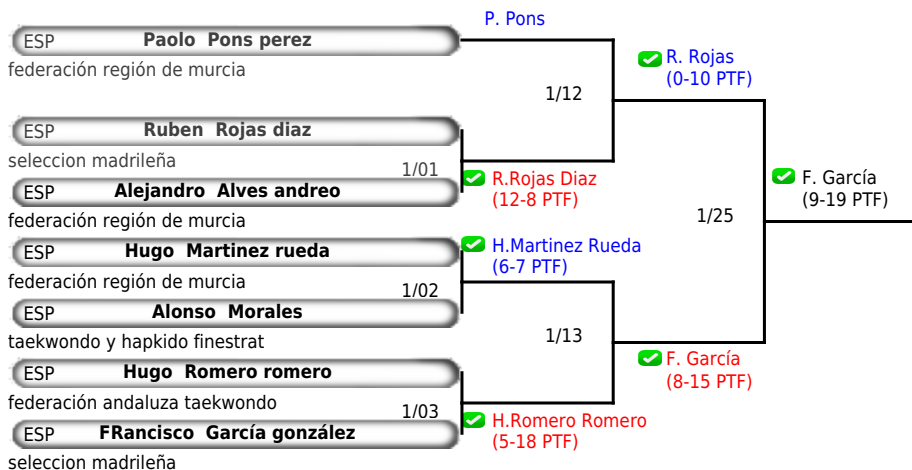 P. Pons
ESP Paolo Pons perez
federación región de murcia
R. Rojas
(0-10 PTF)
1/12
ESP Ruben Rojas diaz
seleccion madrileña
1/01
R.Rojas Diaz
(12-8 PTF)
ESP Alejandro Alves andreo
federación región de murcia
F. García
(9-19 PTF)
1/25
ESP Hugo Martinez rueda
federación región de murcia
H.Martinez Rueda
(6-7 PTF)
1/02
ESP Alonso Morales
taekwondo y hapkido finestrat
1/13
F. García
(8-15 PTF)
ESP Hugo Romero romero
federación andaluza taekwondo
1/03
H.Romero Romero
(5-18 PTF)
ESP FRancisco García gonzález
seleccion madrileña